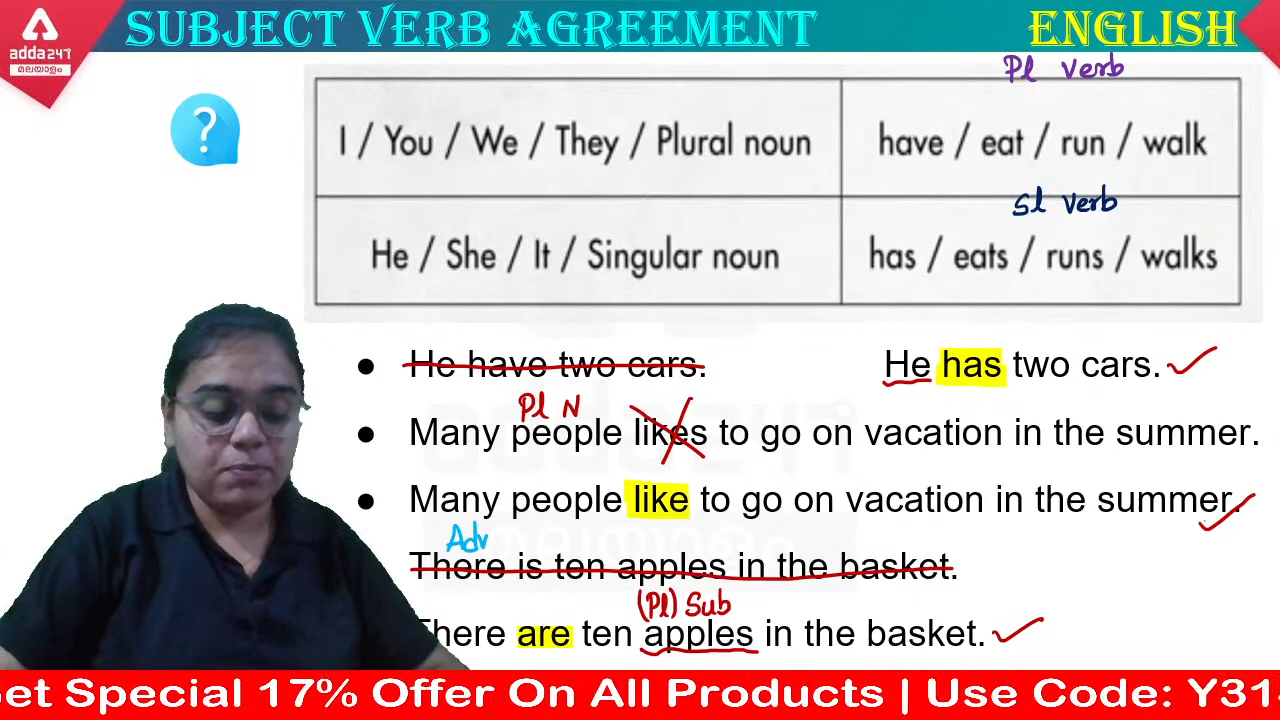 SUBJECT VERB AGREEMENT
ENGLISH
adda247
മലയാളം
Pl verb
?
I / You / We / They / Plural noun
have / eat / run / walk
Sl verb
He / She / It / Singular noun
has / eats / runs / walks
He have two cars.
He has two cars.
Pl N
Many people likes to go on vacation in the summer.
Many people like to go on vacation in the summer.
Adv
There is ten apples in the basket.
(Pl) Sub
There are ten apples in the basket.
Get Special 17% Offer On All Products | Use Code: Y31